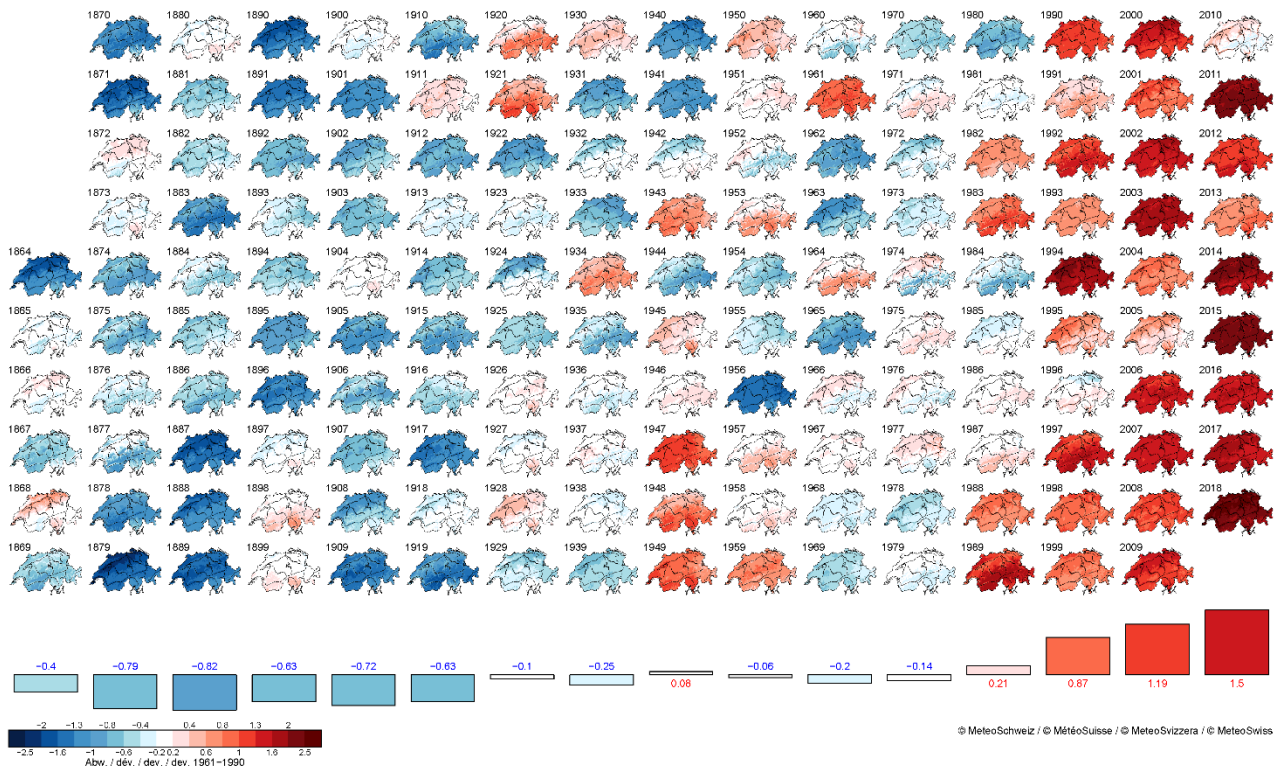 1870 1880 1890 1900 1910 1920 1930 1940 1950 1960 1970 1980 1990 2000 2010
1871 1881 1891 1901 1911 1921 1931 1941 1951 1961 1971 1981 1991 2001 2011
1872 1882 1892 1902 1912 1922 1932 1942 1952 1962 1972 1982 1992 2002 2012
1873 1883 1893 1903 1913 1923 1933 1943 1953 1963 1973 1983 1993 2003 2013
1864 1874 1884 1894 1904 1914 1924 1934 1944 1954 1964 1974 1984 1994 2004 2014
1865 1875 1885 1895 1905 1915 1925 1935 1945 1955 1965 1975 1985 1995 2005 2015
1866 1876 1886 1896 1906 1916 1926 1936 1946 1956 1966 1976 1986 1996 2006 2016
1867 1877 1887 1897 1907 1917 1927 1937 1947 1957 1967 1977 1987 1997 2007 2017
1868 1878 1888 1898 1908 1918 1928 1938 1948 1958 1968 1978 1988 1998 2008 2018
1869 1879 1889 1899 1909 1919 1929 1939 1949 1959 1969 1979 1989 1999 2009
−0.4 −0.79 −0.82 −0.63 −0.72 −0.63 −0.1 −0.25 0.08 −0.06 −0.2 −0.14 0.21 0.87 1.19 1.5
−2 −1.3 −0.8 −0.4 0.4 0.8 1.3 2
−2.5 −1.6 −1 −0.6 −0.2 0.2 0.6 1 1.6 2.5
Abw. / dév. / dev. / dev. 1961−1990
© MeteoSchweiz / © MétéoSuisse / © MeteoSvizzera / © MeteoSwiss